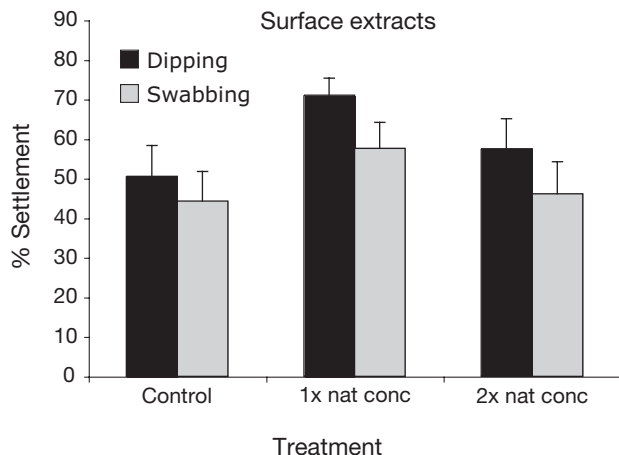 Surface extracts
Dipping
Swabbing
90
80
70
60
50
40
30
20
10
0
% Settlement
Control 1x nat conc 2x nat conc
Treatment